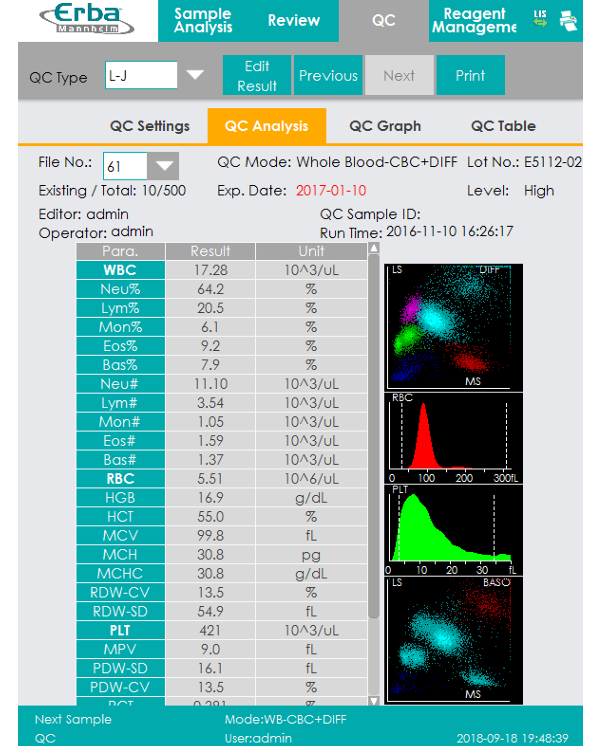 Erba
Mannheim
Sample Analysis
Review
QC
Reagent Manageme
LIS
QC Type
L-J
Edit Result
Previous
Next
Print
QC Settings
QC Analysis
QC Graph
QC Table
File No.: 61 QC Mode: Whole Blood-CBC+DIFF Lot No.: E5112-02
Existing / Total: 10/500 Exp. Date: 2017-01-10 Level: High
Editor: admin QC Sample ID:
Operator: admin Run Time: 2016-11-10 16:26:17
Para. Result Unit
WBC 17.28 10^3/uL
Neu% 64.2 %
Lym% 20.5 %
Mon% 6.1 %
Eos% 9.2 %
Bas% 7.9 %
Neu# 11.10 10^3/uL
Lym# 3.54 10^3/uL
Mon# 1.05 10^3/uL
Eos# 1.59 10^3/uL
Bas# 1.37 10^3/uL
RBC 5.51 10^6/uL
HGB 16.9 g/dL
HCT 55.0 %
MCV 99.8 fL
MCH 30.8 pg
MCHC 30.8 g/dL
RDW-CV 13.5 %
RDW-SD 54.9 fL
PLT 421 10^3/uL
MPV 9.0 fL
PDW-SD 16.1 fL
PDW-CV 13.5 %
LS DIFF
MS
RBC
0 100 200 300fL
PLT
0 10 20 30 fL
LS BASO
MS
Next Sample Mode:WB-CBC+DIFF
QC User:admin 2018-09-18 19:48:39